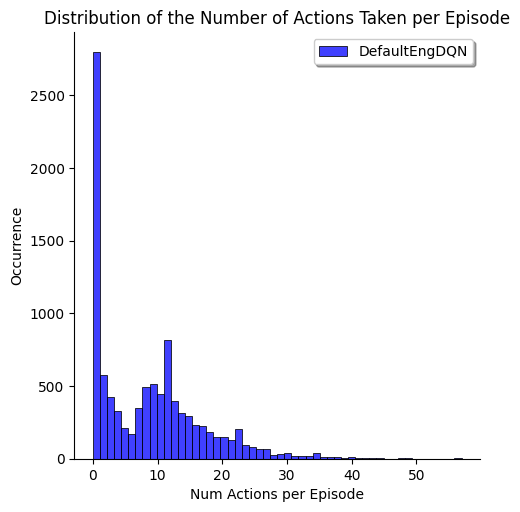 Distribution of the Number of Actions Taken per Episode
DefaultEngDQN
2500
2000
1500
1000
500
0
Occurrence
0 10 20 30 40 50
Num Actions per Episode